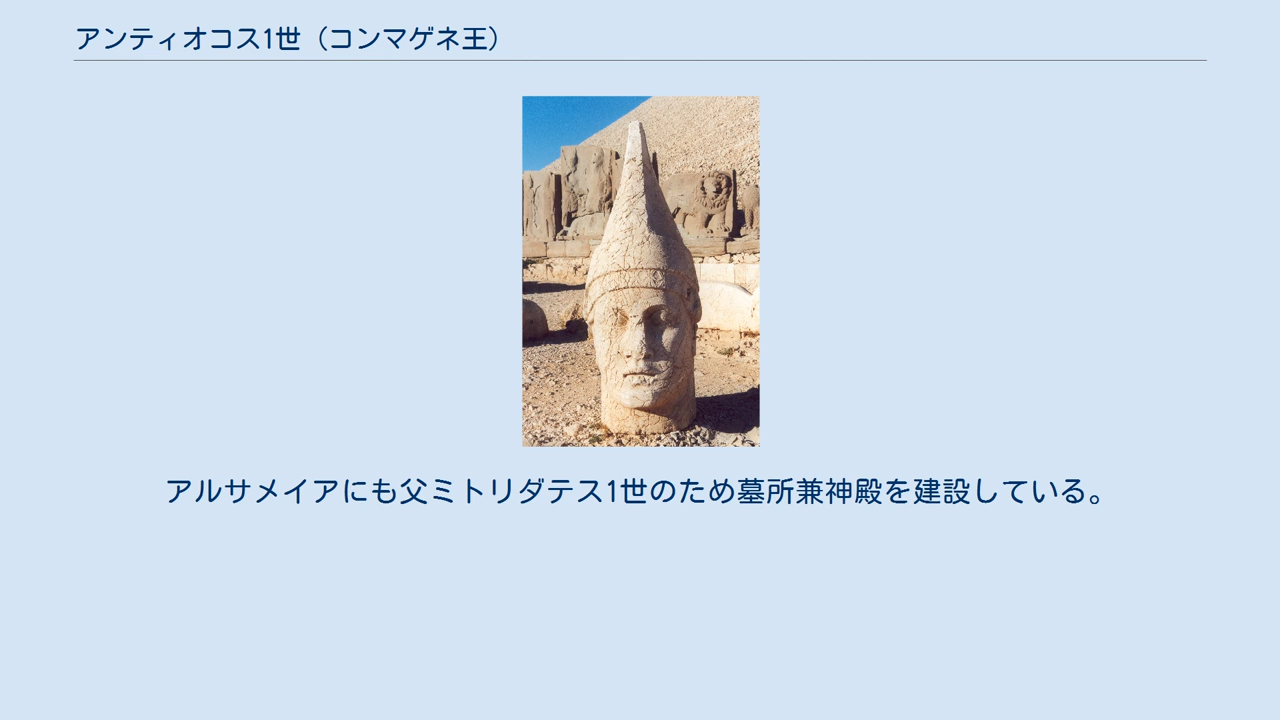 アンティオコス1世（コンマゲネ王）
アルサメイアにも父ミトリダテス1世のため墓所兼神殿を建設している。